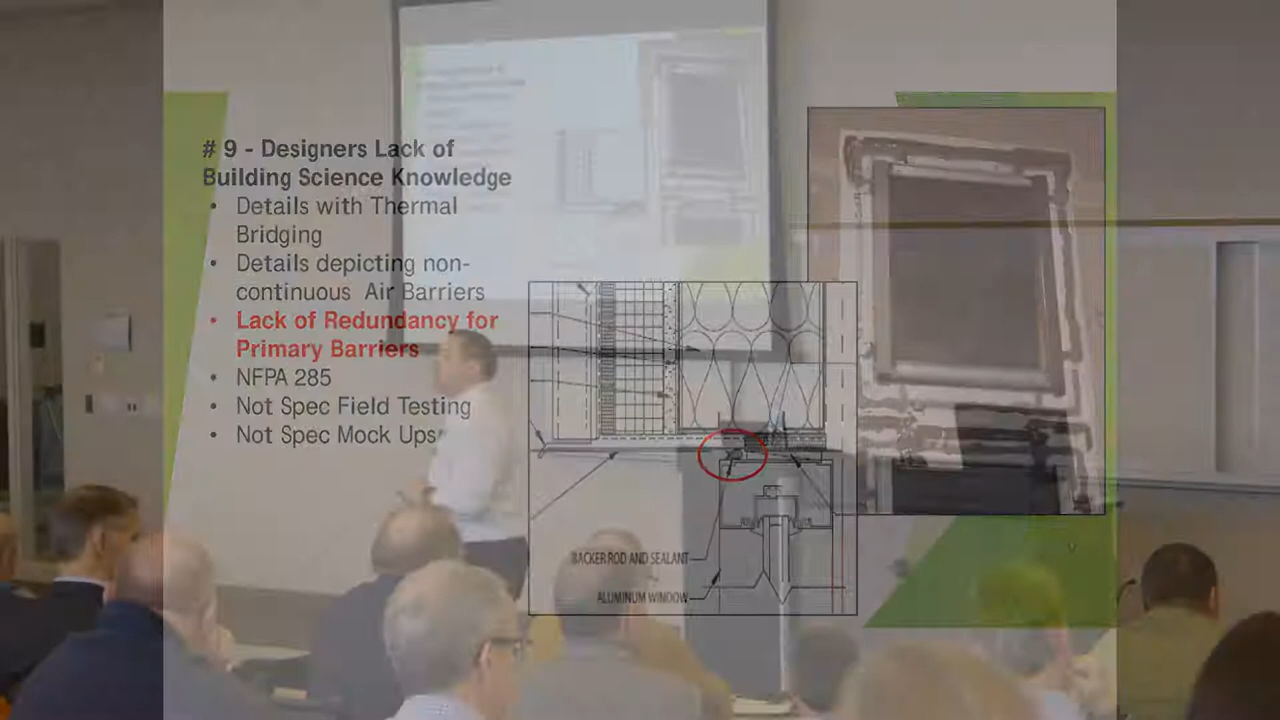 # 9 - Designers Lack of
Building Science Knowledge
• Details with Thermal
Bridging
• Details depicting non-
continuous Air Barriers
• Lack of Redundancy for
Primary Barriers
• NFPA 285
• Not Spec Field Testing
• Not Spec Mock Ups
BACKER ROD AND SEALANT
ALUMINUM WINDOW